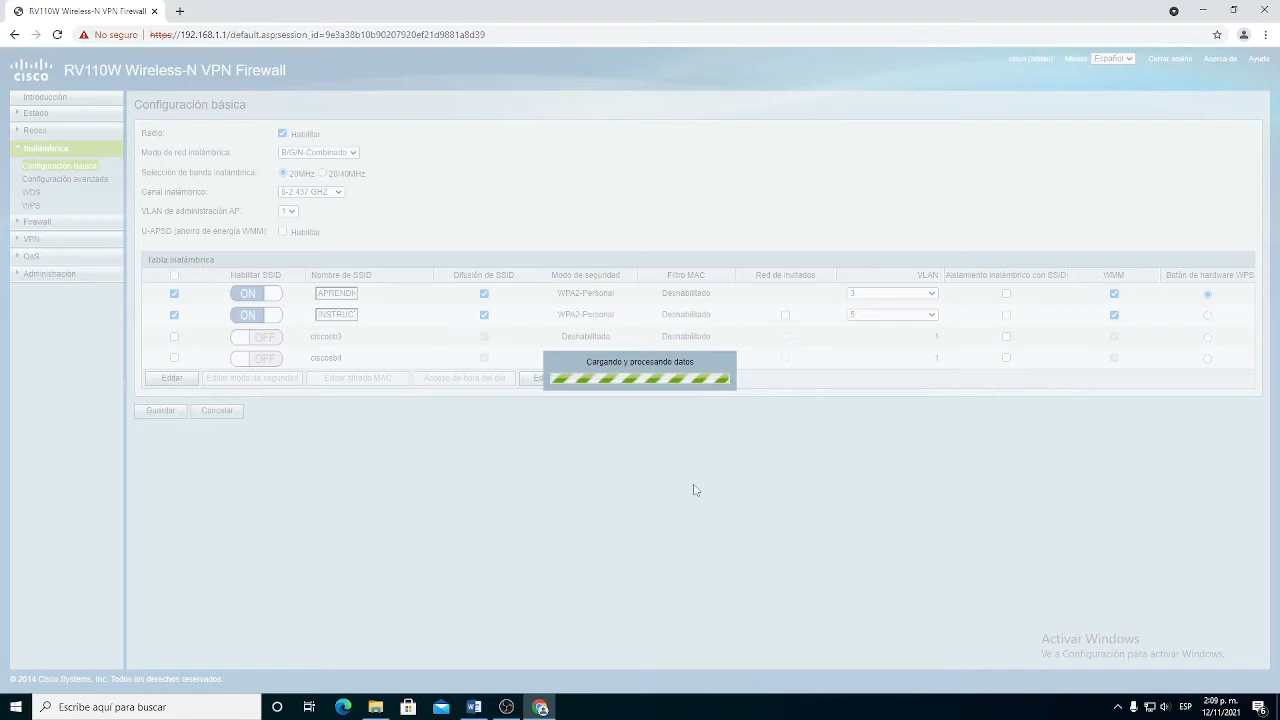 RV110W Wireless-N VPN Firewall
No seguro
https://192.168.1.1/default.asp;session_id=9e3a38b10b90207920ef21d9881a8d39
CISCO
RV110W Wireless-N VPN Firewall
cisco (admin) Idioma Español Cerrar sesión Acerca de Ayuda
Introducción
Estado
Redes
Inalámbrica
Configuración básica
Configuración avanzada
WDS
WPS
Firewall
VPN
QoS
Administración
Configuración básica
Radio: Habilitar
Modo de red inalámbrica: B/G/N-Combinado
Selección de banda inalámbrica: 20MHz 20/40MHz
Canal inalámbrico: 6-2.437 GHZ
VLAN de administración AP: 1
U-APSD (ahorro de energía WMM): Habilitar
Tabla inalámbrica
Habilitar SSID Nombre de SSID Difusión de SSID Modo de seguridad Filtro MAC Red de invitados VLAN Aislamiento inalámbrico con SSID WMM Botón de hardware WPS
ON APRENDI WPA2-Personal Deshabilitado 3
ON INSTRUC WPA2-Personal Deshabilitado 5
OFF ciscosb3 Deshabilitado Deshabilitado 1
OFF ciscosb4 1
Cargando y procesando datos
Editar Editar modo de seguridad Editar filtrado MAC Acceso de hora del día Ed
Guardar Cancelar
Activar Windows
Ve a Configuración para activar Windows.
© 2014 Cisco Systems, Inc. Todos los derechos reservados.
Escribe aquí para buscar
ESP
2:09 p. m.
12/11/2021